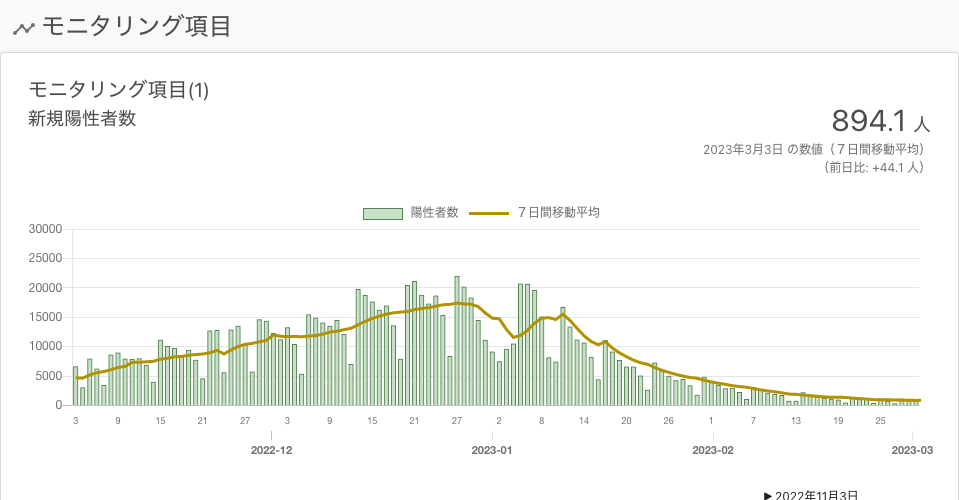 モニタリング項目
モニタリング項目(1)
新規陽性者数
894.1 人
2023年3月3日 の数値（７日間移動平均）
（前日比: +44.1 人）
陽性者数 ７日間移動平均
30000
25000
20000
15000
10000
5000
0
3 9 15 21 27 3 9 15 21 27 2 8 14 20 26 1 7 13 19 25
2022-12 2023-01 2023-02 2023-03
▶ 2022年11月3日